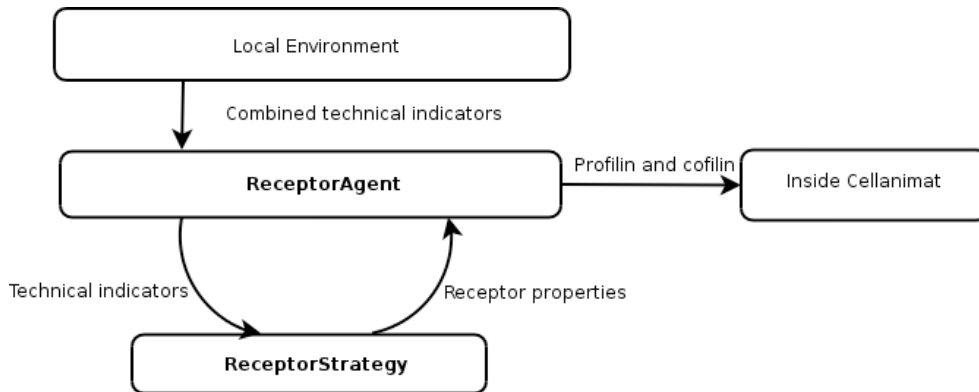 Local Environment
Combined technical indicators
ReceptorAgent
Profilin and cofilin
Inside Cellanimat
Technical indicators
Receptor properties
ReceptorStrategy